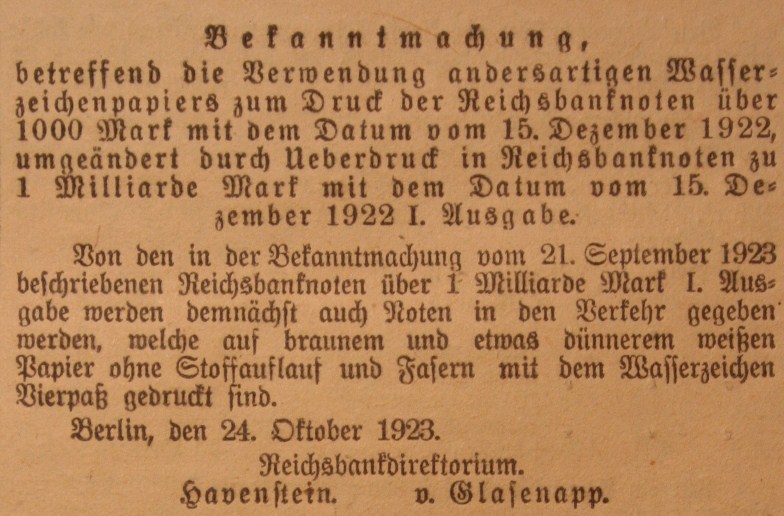 Bekanntmachung,
betreffend die Verwendung andersartigen Wasser-
zeichenpapiers zum Druck der Reichsbanknoten über
1000 Mark mit dem Datum vom 15. Dezember 1922,
umgeändert durch Ueberdruck in Reichsbanknoten zu
1 Milliarde Mark mit dem Datum vom 15. De-
zember 1922 I. Ausgabe.
Von den in der Bekanntmachung vom 21. September 1923
beschriebenen Reichsbanknoten über 1 Milliarde Mark I. Aus-
gabe werden demnächst auch Noten in den Verkehr gegeben
werden, welche auf braunem und etwas dünnerem weißen
Papier ohne Stoffauflauf und Fasern mit dem Wasserzeichen
Vierpaß gedruckt sind.
Berlin, den 24. Oktober 1923.
Reichsbankdirektorium.
Havenstein. v. Glasenapp.